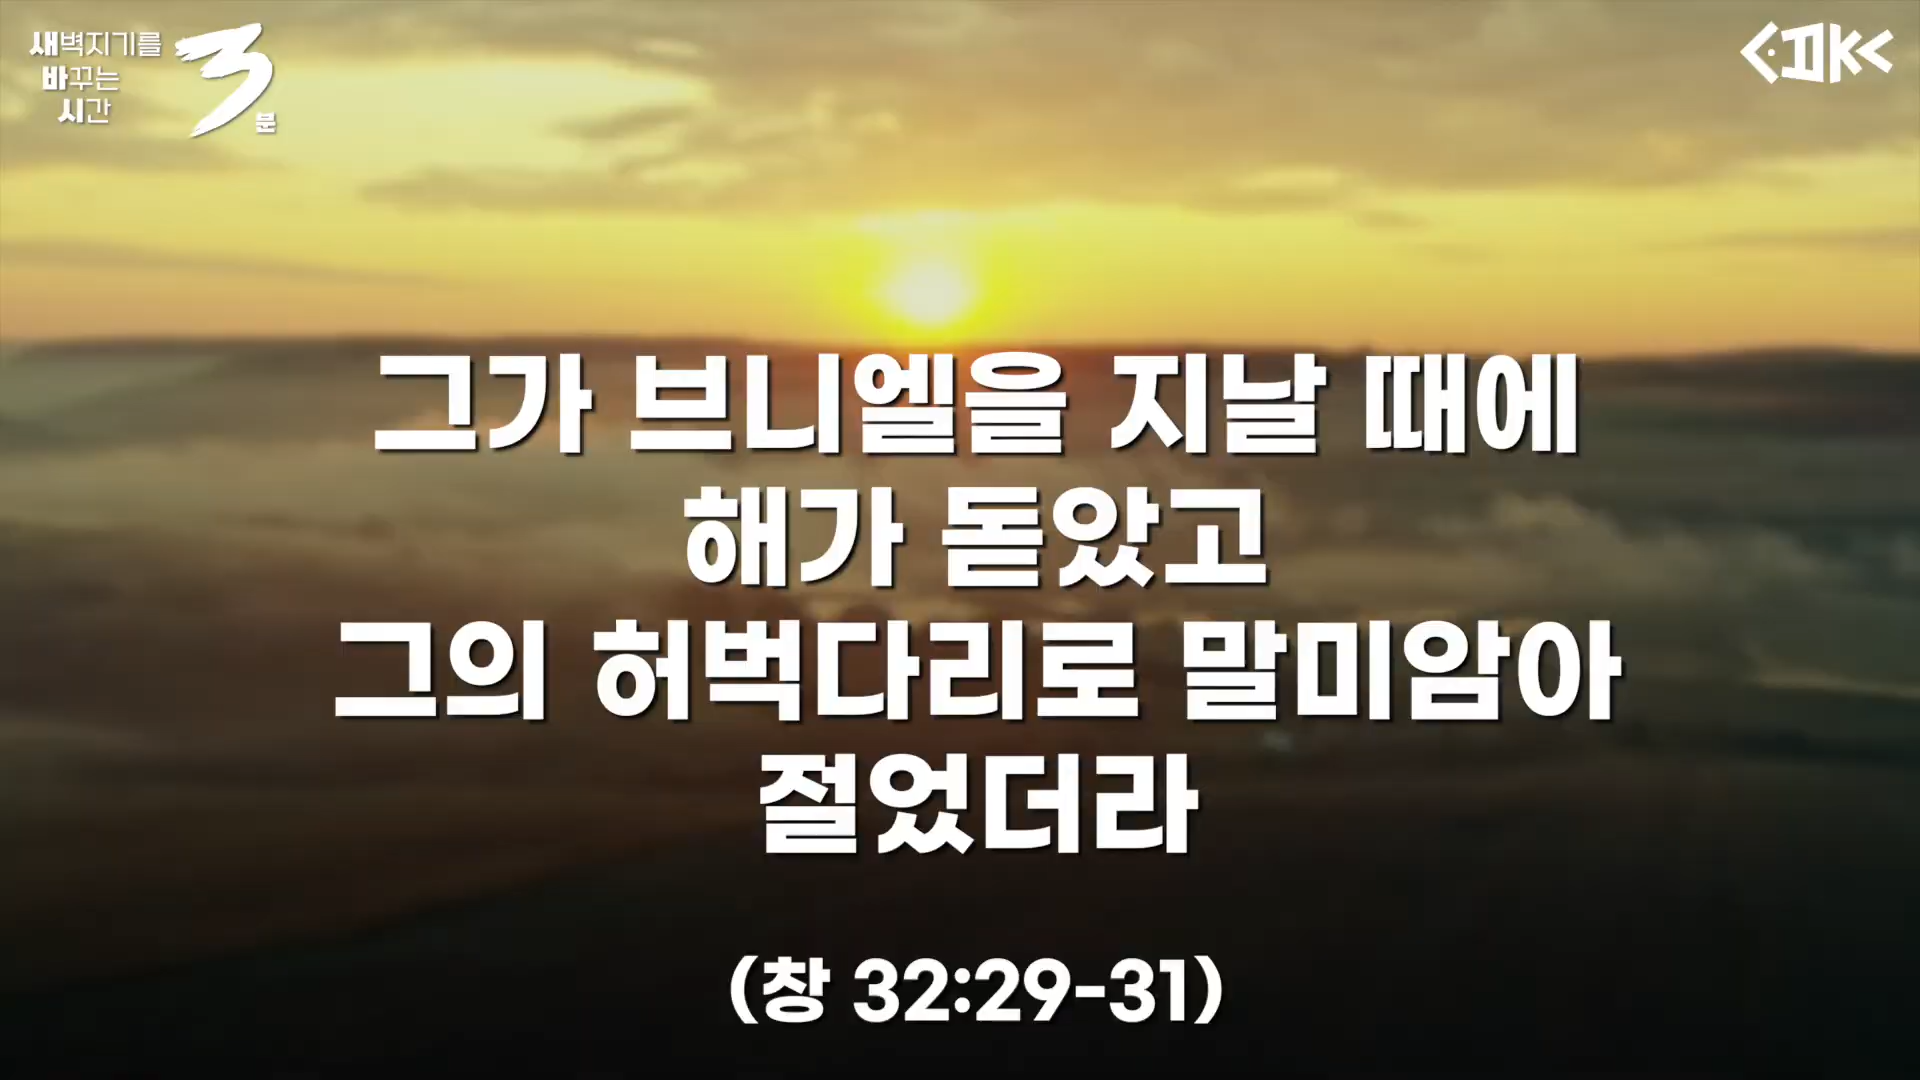 새벽지기를
바꾸는
시간
3분
그가 브니엘을 지날 때에
해가 돋았고
그의 허벅다리로 말미암아
절었더라
(창 32:29-31)